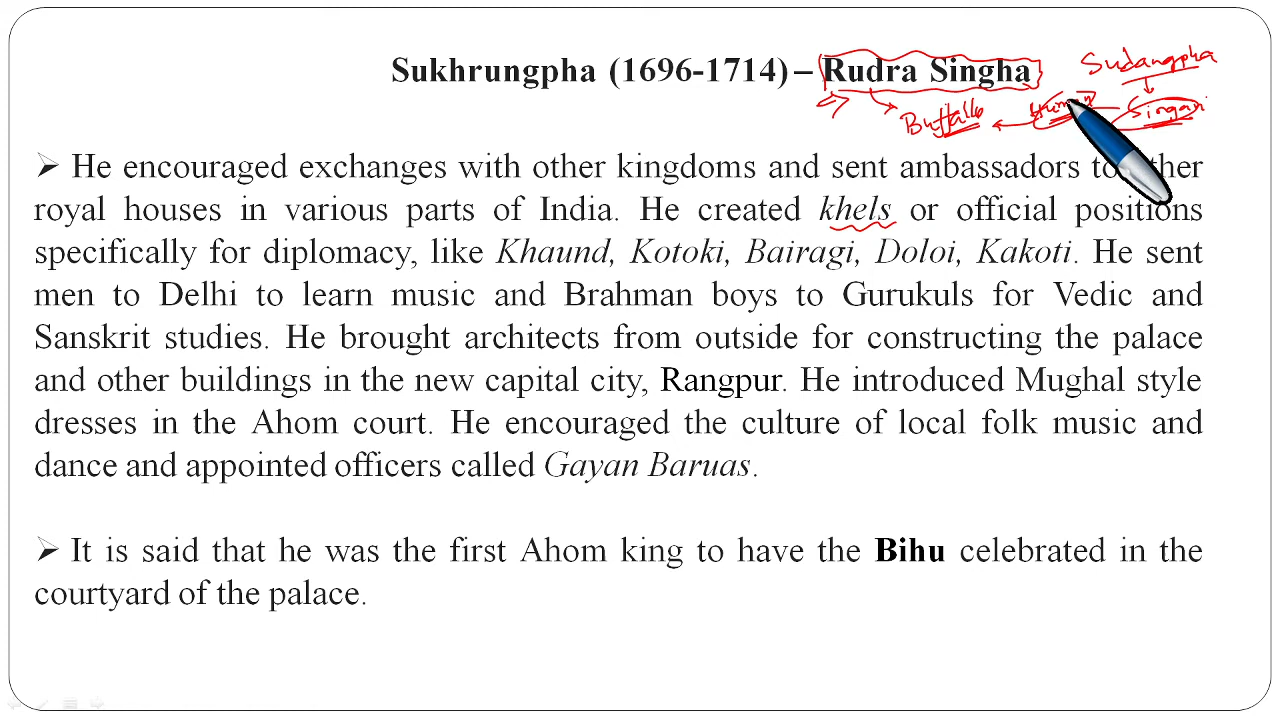 Sukhrungpha (1696-1714) – Rudra Singha
Sudangpha
Buffallo
Singari
➢ He encouraged exchanges with other kingdoms and sent ambassadors to
royal houses in various parts of India. He created khels or official positions
specifically for diplomacy, like Khaund, Kotoki, Bairagi, Doloi, Kakoti. He sent
men to Delhi to learn music and Brahman boys to Gurukuls for Vedic and
Sanskrit studies. He brought architects from outside for constructing the palace
and other buildings in the new capital city, Rangpur. He introduced Mughal style
dresses in the Ahom court. He encouraged the culture of local folk music and
dance and appointed officers called Gayan Baruas.
➢ It is said that he was the first Ahom king to have the Bihu celebrated in the
courtyard of the palace.